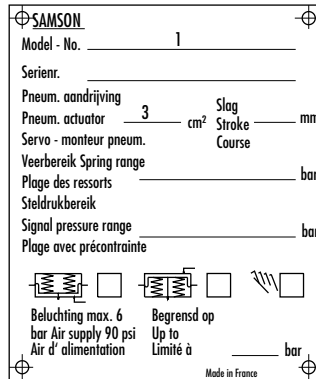 SAMSON
Model - No. 1
Serienr.
Pneum. aandrijving
Pneum. actuator 3 cm² Slag Stroke Course mm
Servo - monteur pneum.
Veerbereik Spring range
Plage des ressorts bar
Steldrukbereik
Signal pressure range bar
Plage avec précontrainte
Beluchting max. 6
bar Air supply 90 psi
Air d' alimentation
Begrensd op
Up to
Limité à bar
Made in France